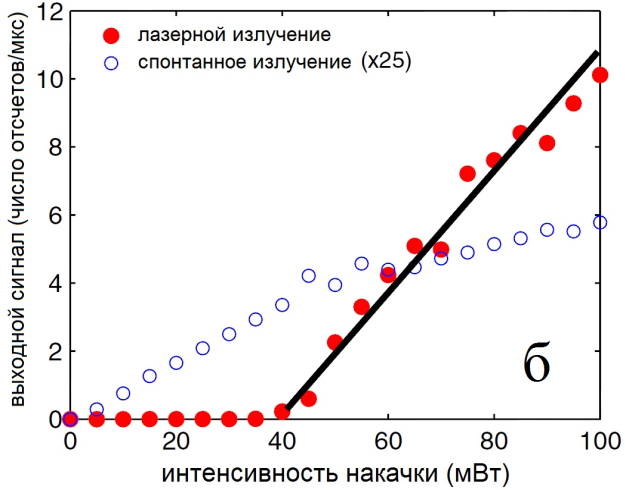 12
10
8
6
4
2
0
лазерной излучение
спонтанное излучение (x25)
выходной сигнал (число отсчетов/мкс)
б
0 20 40 60 80 100
интенсивность накачки (мВт)